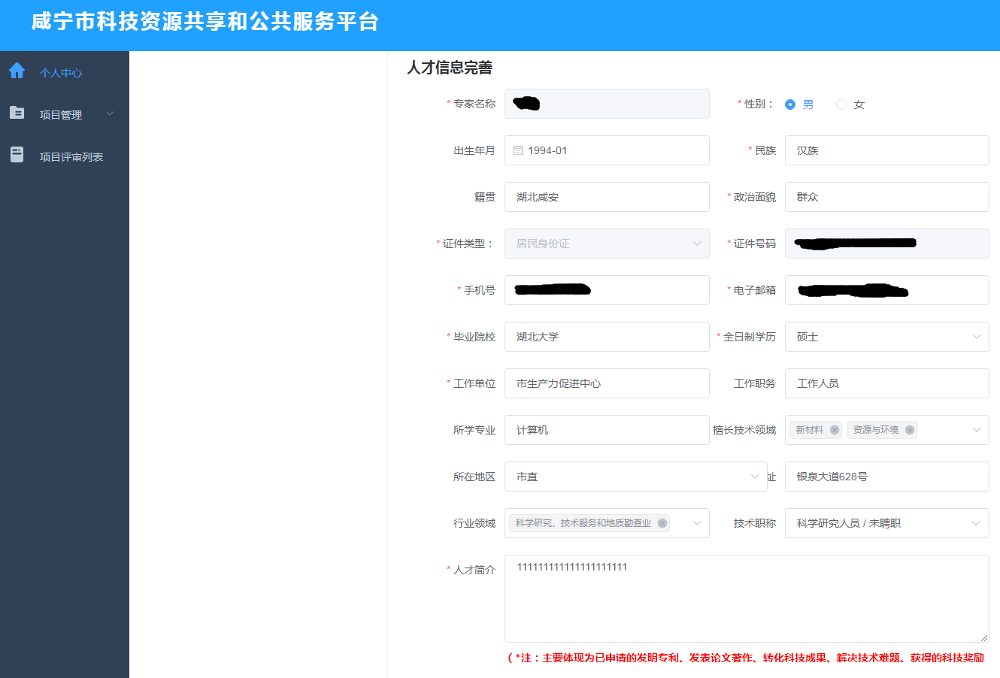 咸宁市科技资源共享和公共服务平台
个人中心
项目管理
项目评审列表
人才信息完善
* 专家名称
* 性别： 男 女
出生年月 1994-01
* 民族 汉族
籍贯 湖北咸安
* 政治面貌 群众
* 证件类型： 居民身份证
* 证件号码
* 手机号
* 电子邮箱
* 毕业院校 湖北大学
* 全日制学历 硕士
* 工作单位 市生产力促进中心
工作职务 工作人员
所学专业 计算机
擅长技术领域 新材料 资源与环境
所在地区 市直
址 银泉大道628号
行业领域 科学研究、技术服务和地质勘查业
技术职称 科学研究人员 / 未聘职
* 人才简介 111111111111111111111
（ *注：主要体现为已申请的发明专利、发表论文著作、转化科技成果、解决技术难题、获得的科技奖励